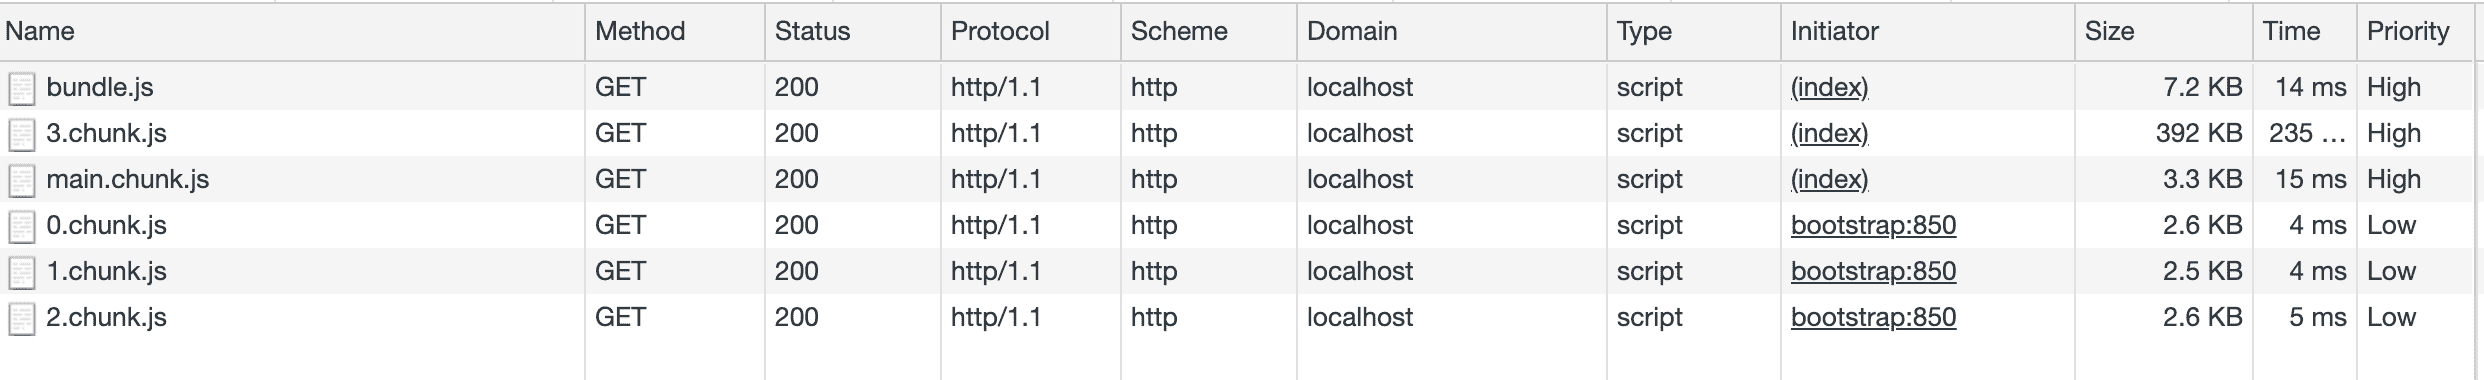 Name Method Status Protocol Scheme Domain Type Initiator Size Time Priority
bundle.js GET 200 http/1.1 http localhost script (index) 7.2 KB 14 ms High
3.chunk.js GET 200 http/1.1 http localhost script (index) 392 KB 235 ... High
main.chunk.js GET 200 http/1.1 http localhost script (index) 3.3 KB 15 ms High
0.chunk.js GET 200 http/1.1 http localhost script bootstrap:850 2.6 KB 4 ms Low
1.chunk.js GET 200 http/1.1 http localhost script bootstrap:850 2.5 KB 4 ms Low
2.chunk.js GET 200 http/1.1 http localhost script bootstrap:850 2.6 KB 5 ms Low